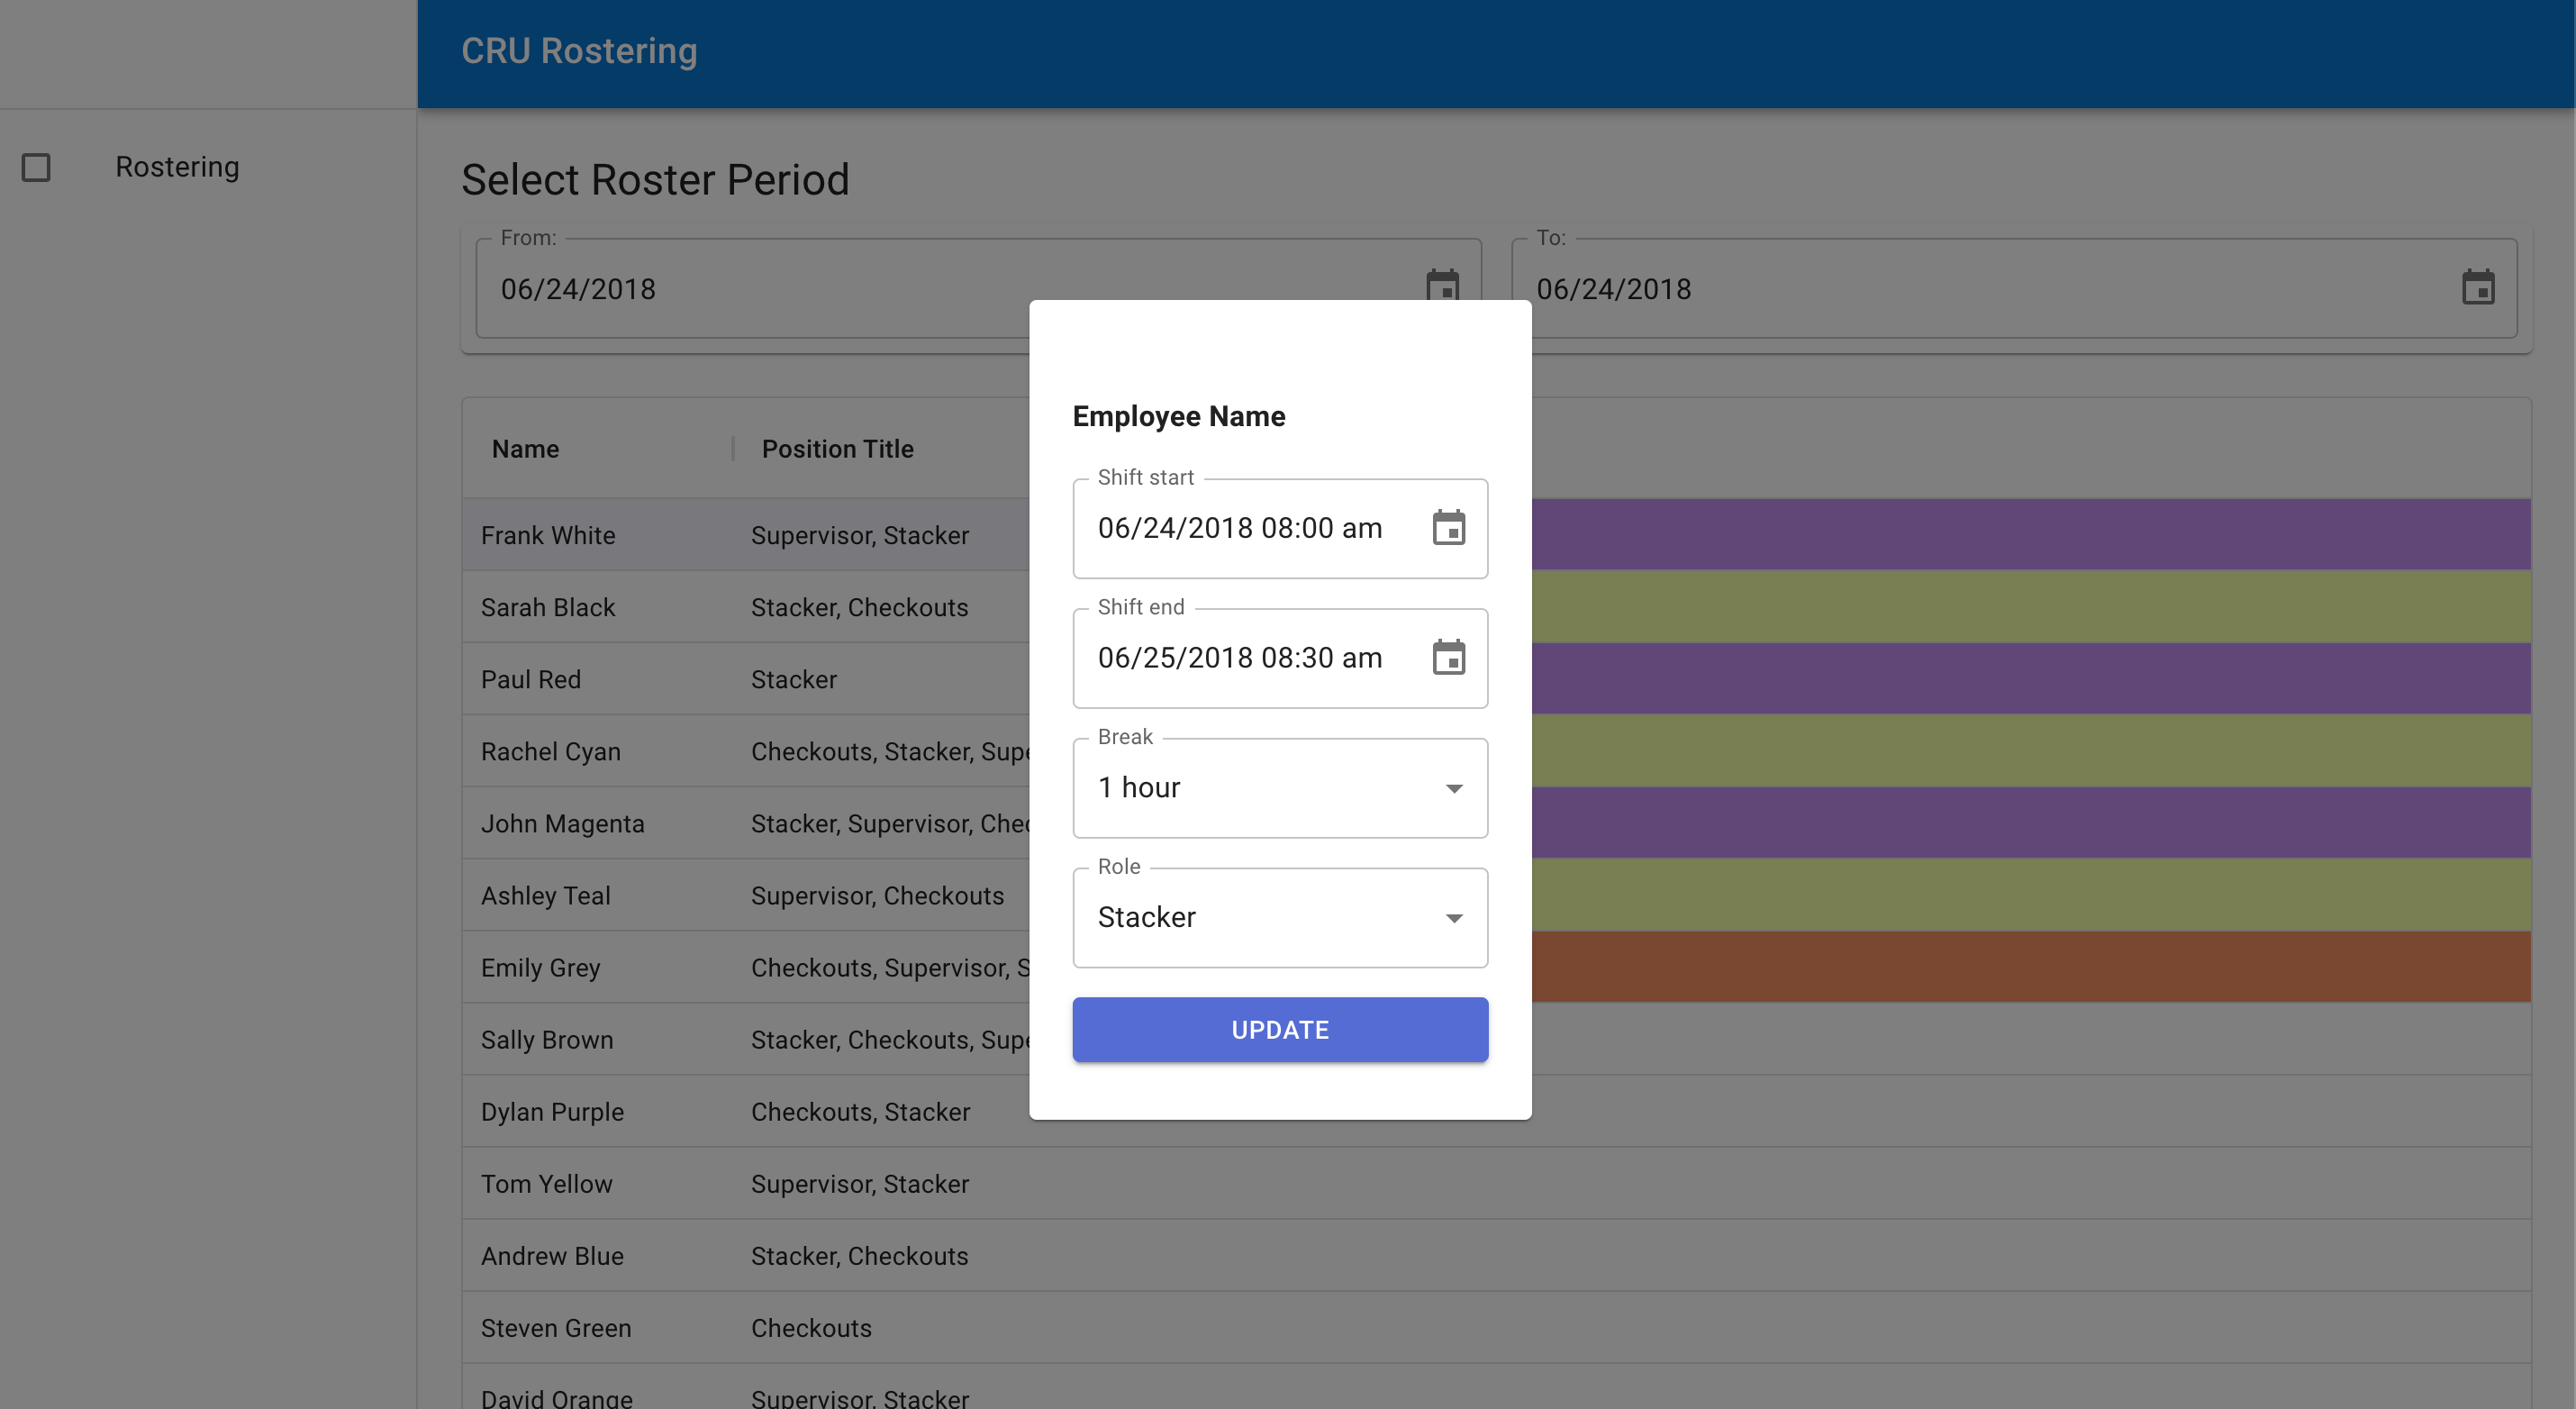 CRU Rostering
Rostering
Select Roster Period
From:
06/24/2018
To:
06/24/2018
Name
Position Title
Frank White
Supervisor, Stacker
Sarah Black
Stacker, Checkouts
Paul Red
Stacker
Rachel Cyan
Checkouts, Stacker,
John Magenta
Stacker, Supervisor,
Ashley Teal
Supervisor, Checkouts
Emily Grey
Checkouts, Supervisor,
Sally Brown
Stacker, Checkouts,
Dylan Purple
Checkouts, Stacker
Tom Yellow
Supervisor, Stacker
Andrew Blue
Stacker, Checkouts
Steven Green
Checkouts
David Orange
Supervisor, Stacker
Employee Name
Shift start
06/24/2018 08:00 am
Shift end
06/25/2018 08:30 am
Break
1 hour
Role
Stacker
UPDATE